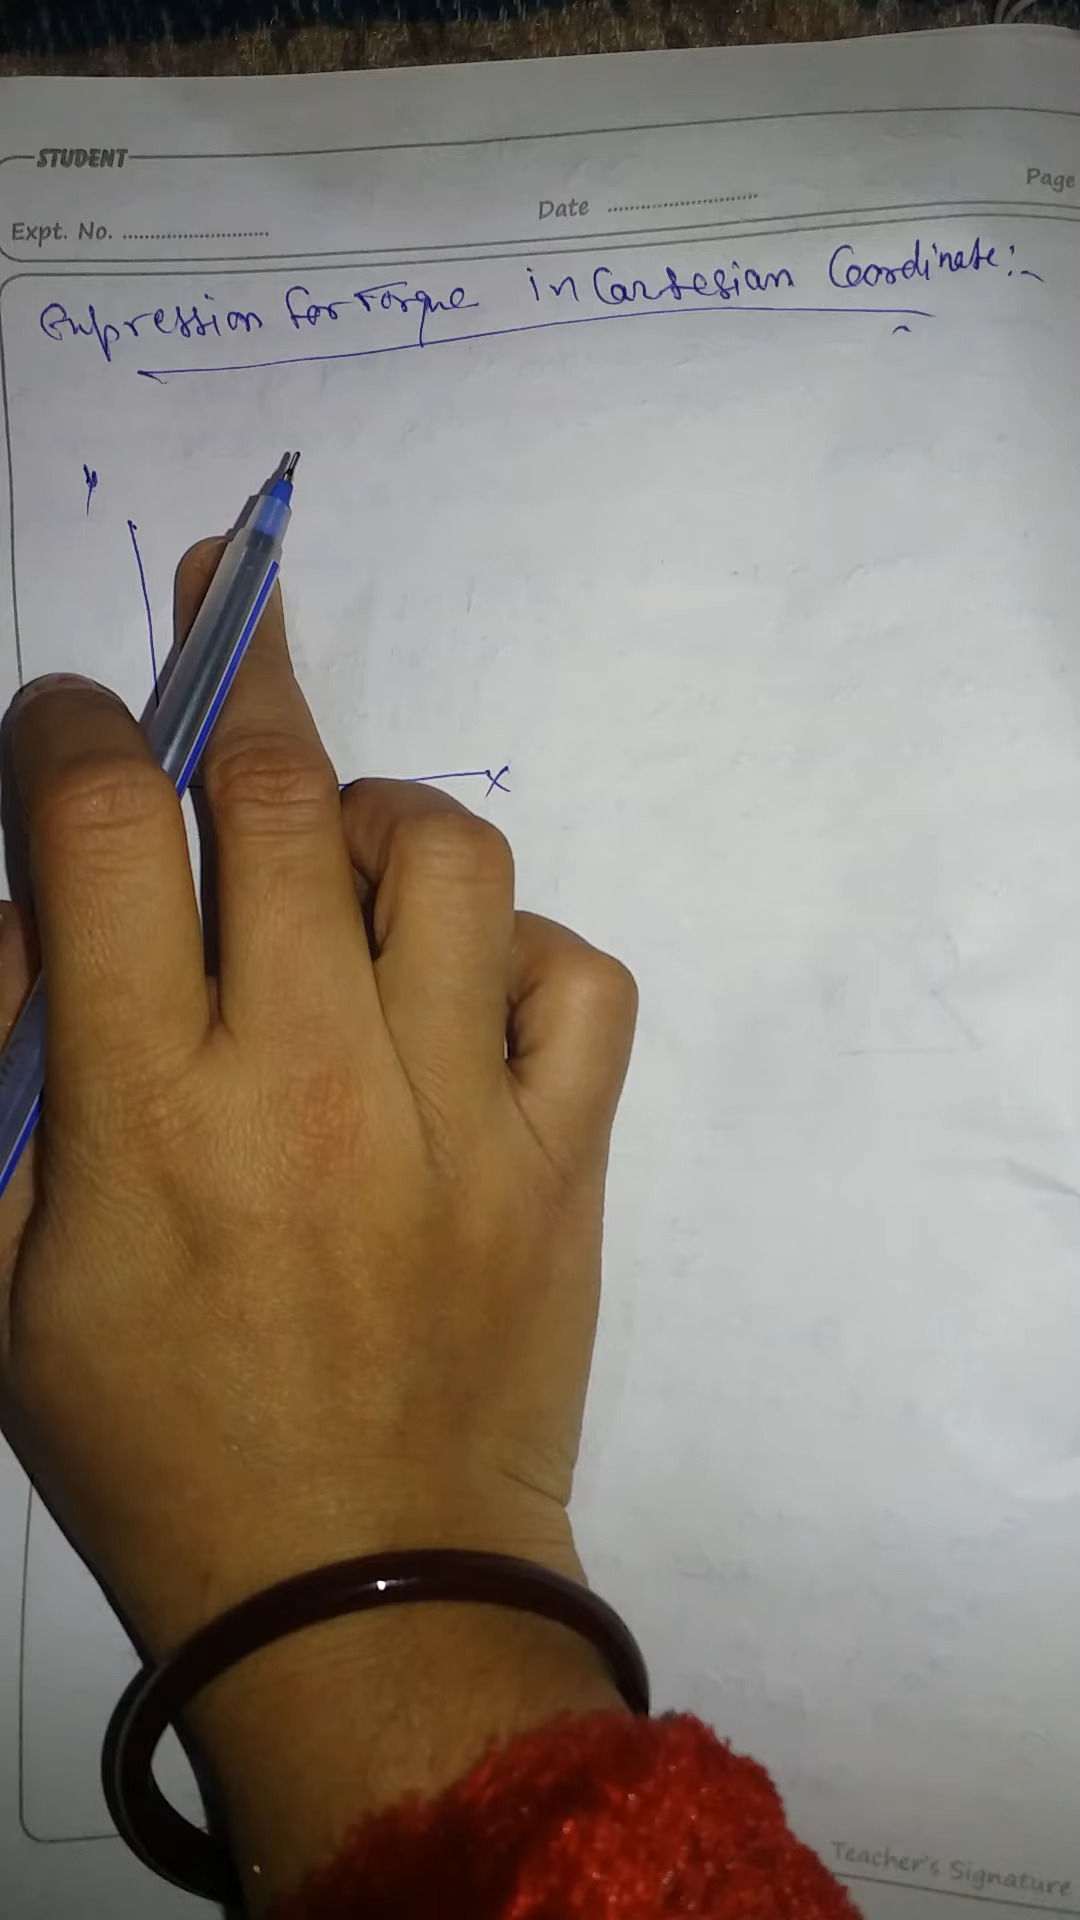 STUDENT
Page
Date
Expt. No.
Expression for Torque in Cartesian Coordinate:-
y
X
Teacher's Signature